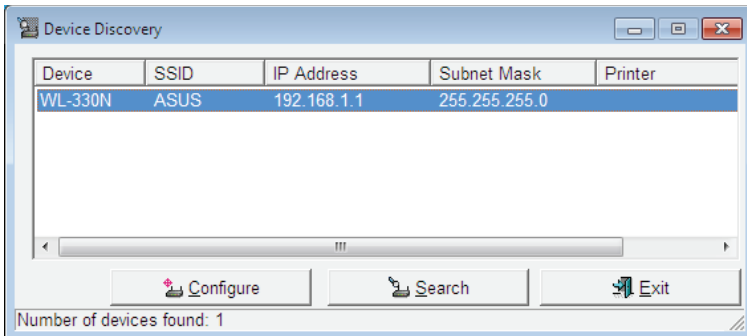 Device Discovery
Device SSID IP Address Subnet Mask Printer
WL-330N ASUS 192.168.1.1 255.255.255.0
Configure Search Exit
Number of devices found: 1